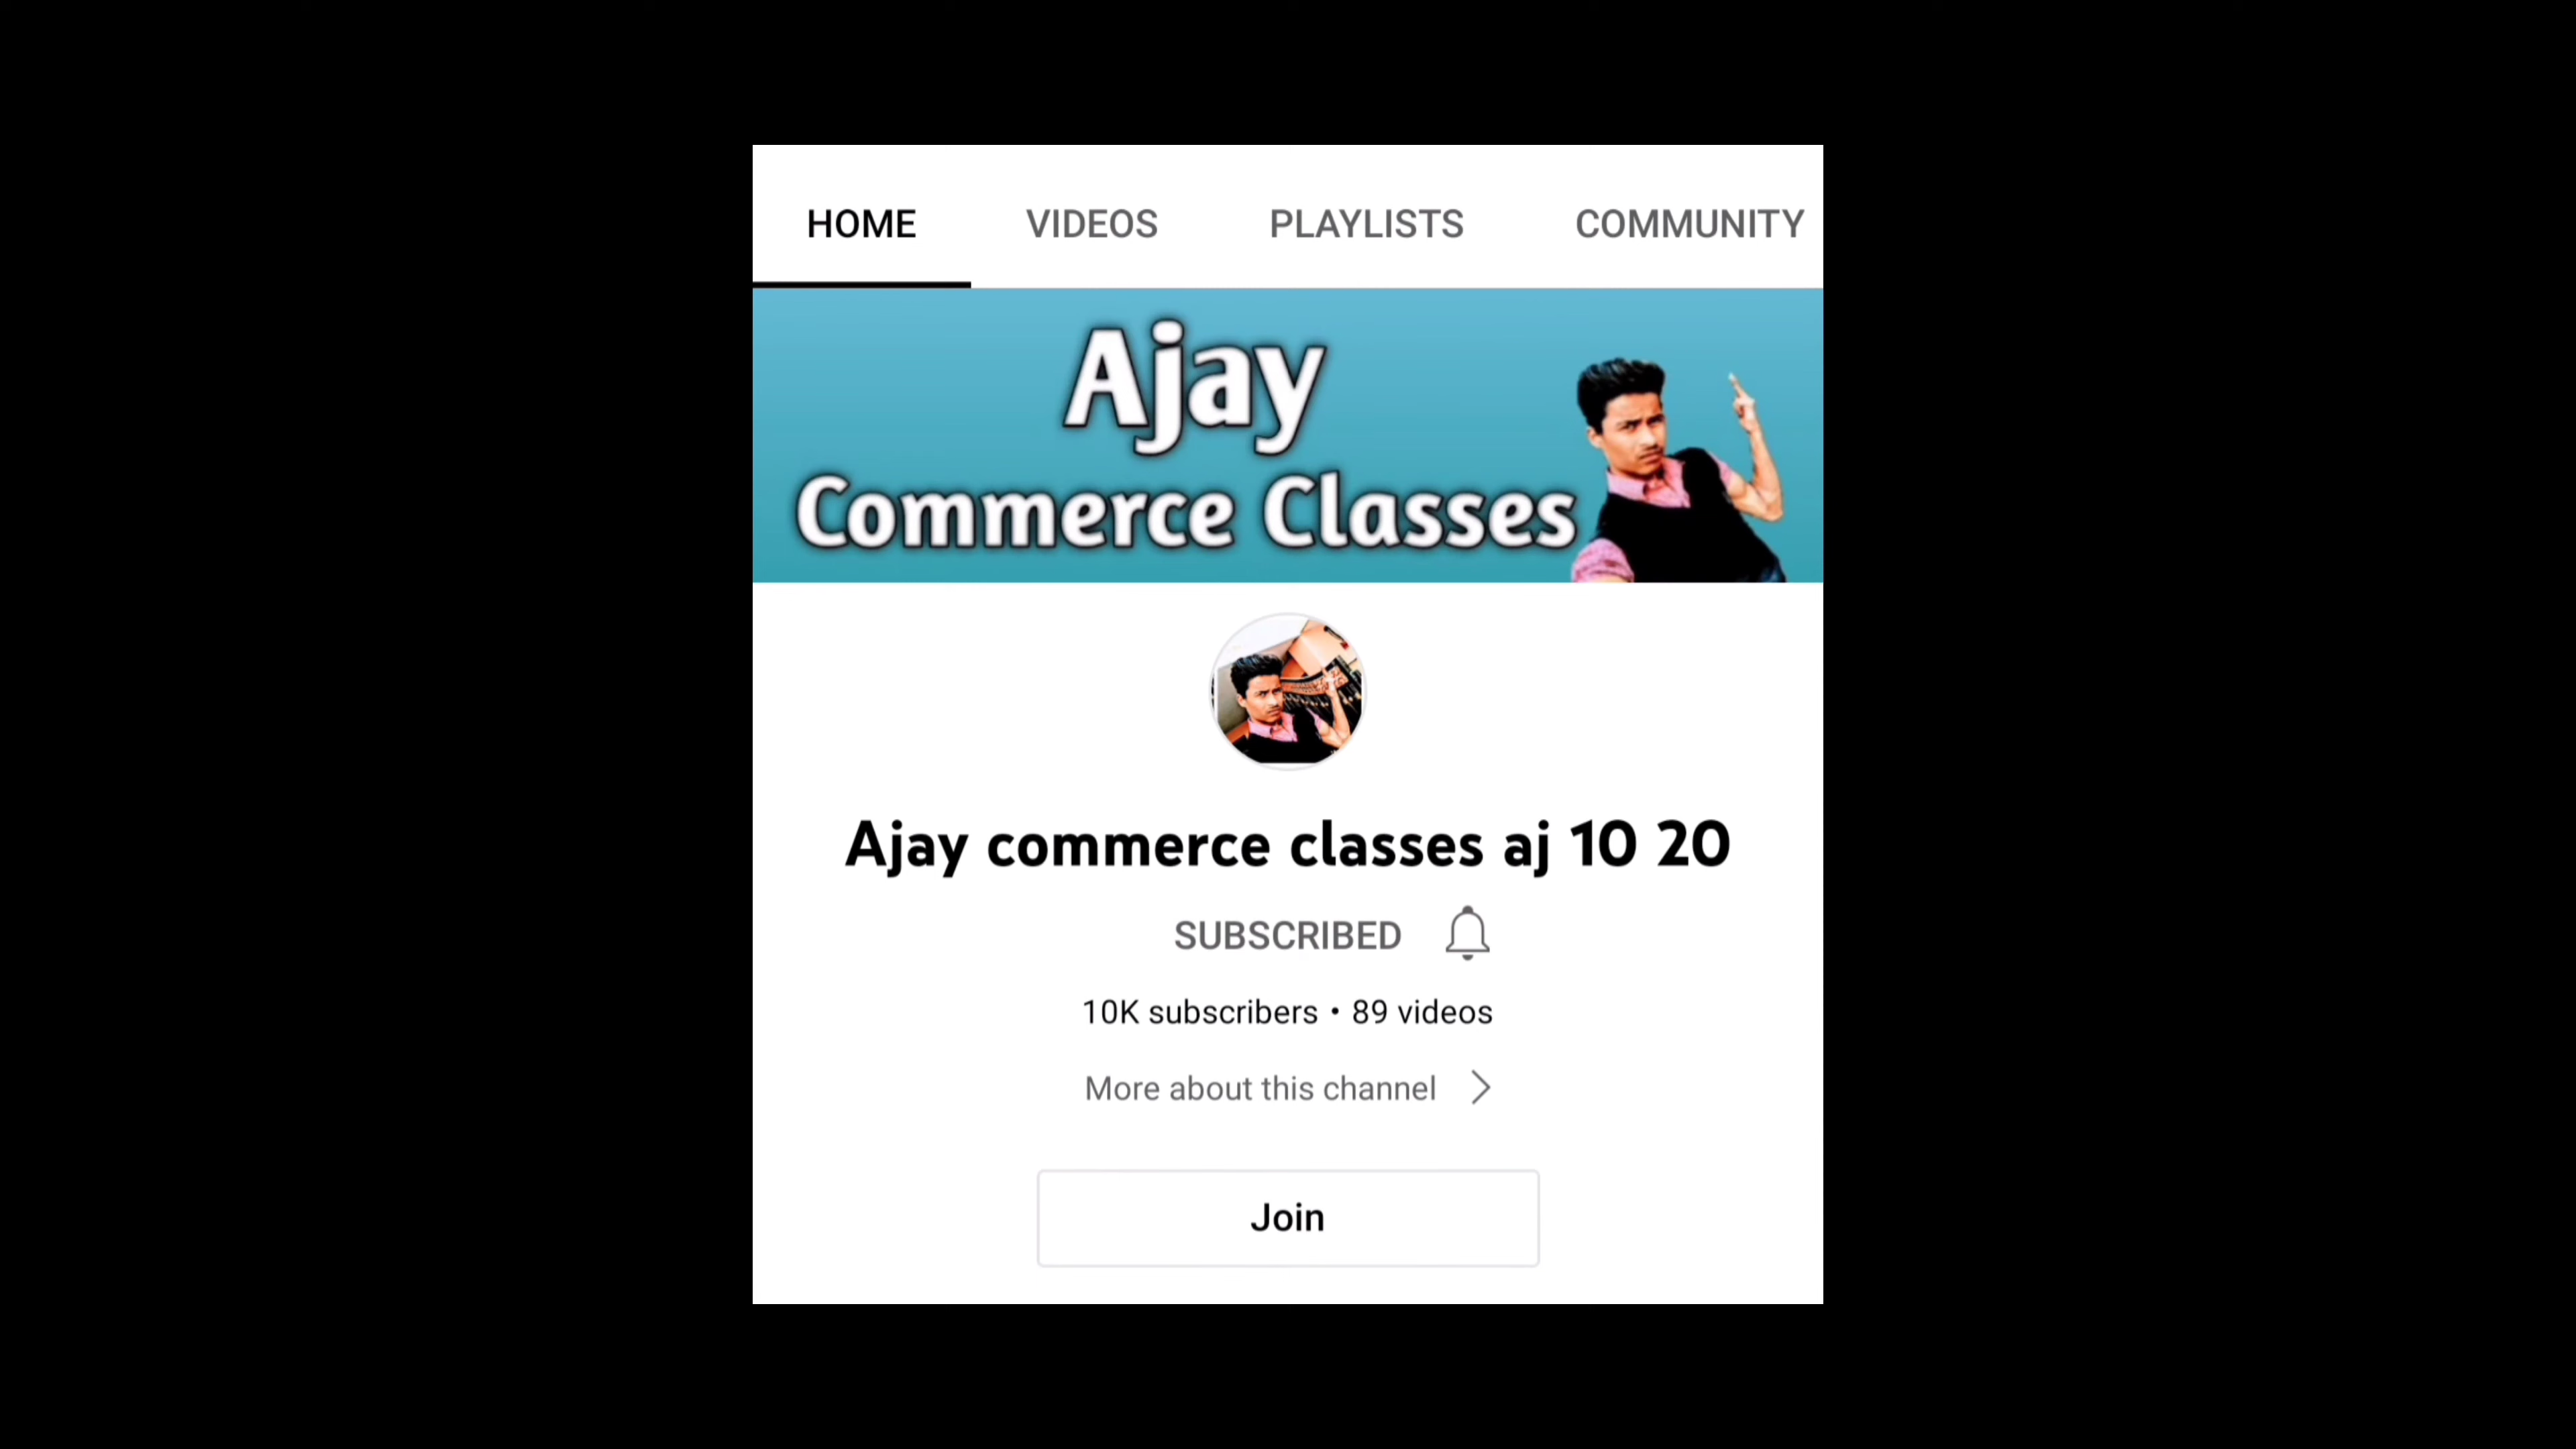 HOME VIDEOS PLAYLISTS COMMUNITY
Ajay
Commerce Classes
Ajay commerce classes aj 10 20
SUBSCRIBED
10K subscribers • 89 videos
More about this channel
Join